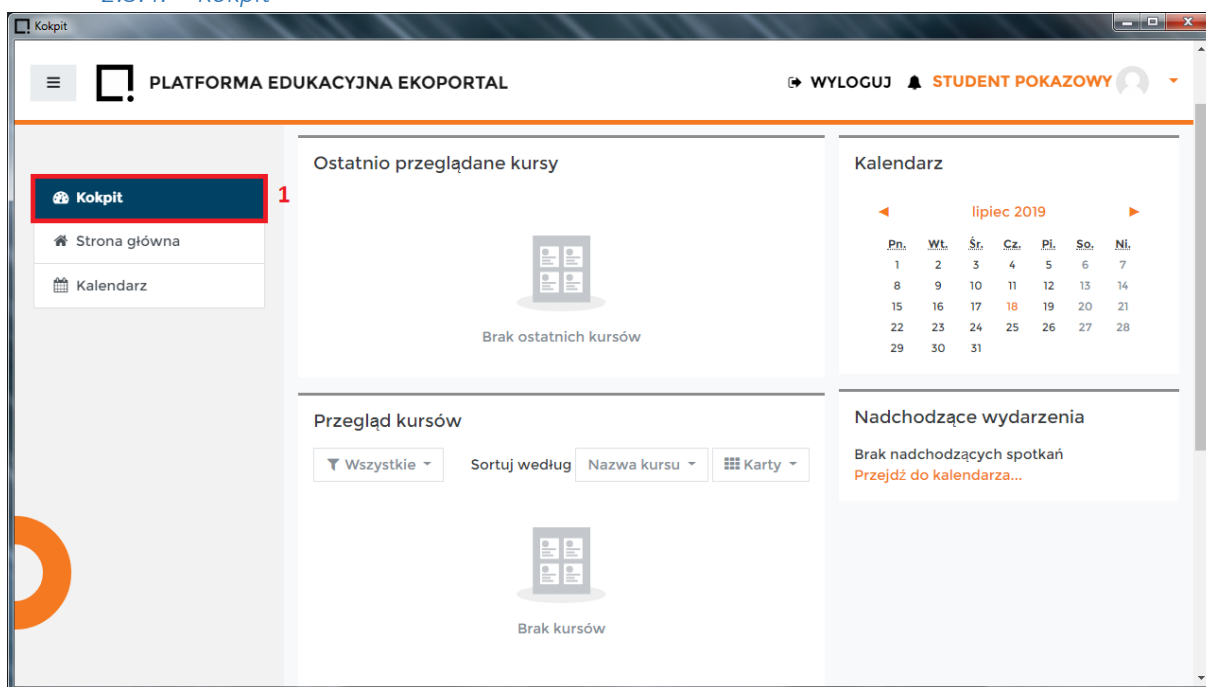 2.3.4. Kokpit
Kokpit
PLATFORMA EDUKACYJNA EKOPORTAL
WYLOGUJ STUDENT POKAZOWY
Kokpit 1
Strona główna
Kalendarz
Ostatnio przeglądane kursy
Brak ostatnich kursów
Przegląd kursów
Wszystkie Sortuj według Nazwa kursu Karty
Brak kursów
Kalendarz
◄ lipiec 2019 ►
Pn. Wt. Śr. Cz. Pi. So. Ni.
1 2 3 4 5 6 7
8 9 10 11 12 13 14
15 16 17 18 19 20 21
22 23 24 25 26 27 28
29 30 31
Nadchodzące wydarzenia
Brak nadchodzących spotkań
Przejdź do kalendarza...